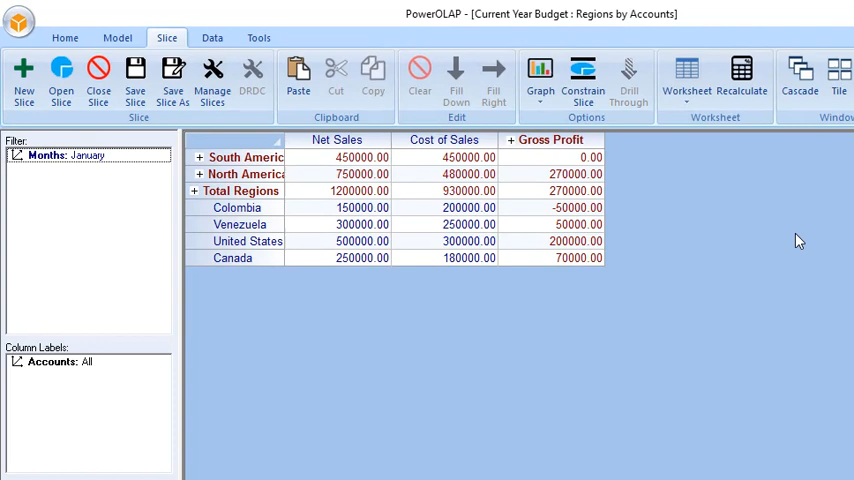 PowerOLAP - [Current Year Budget : Regions by Accounts]
Home Model Slice Data Tools
New Slice Open Slice Close Slice Save Slice Save Slice As Manage Slices DRDC Paste Cut Copy Clear Fill Down Fill Right Graph Constrain Slice Drill Through Worksheet Recalculate Cascade Tile
Slice Clipboard Edit Options Worksheet Windo
Filter:
Months: January
Column Labels:
Accounts: All
Net Sales Cost of Sales + Gross Profit
+ South Americ 450000.00 450000.00 0.00
+ North America 750000.00 480000.00 270000.00
+ Total Regions 1200000.00 930000.00 270000.00
Colombia 150000.00 200000.00 -50000.00
Venezuela 300000.00 250000.00 50000.00
United States 500000.00 300000.00 200000.00
Canada 250000.00 180000.00 70000.00